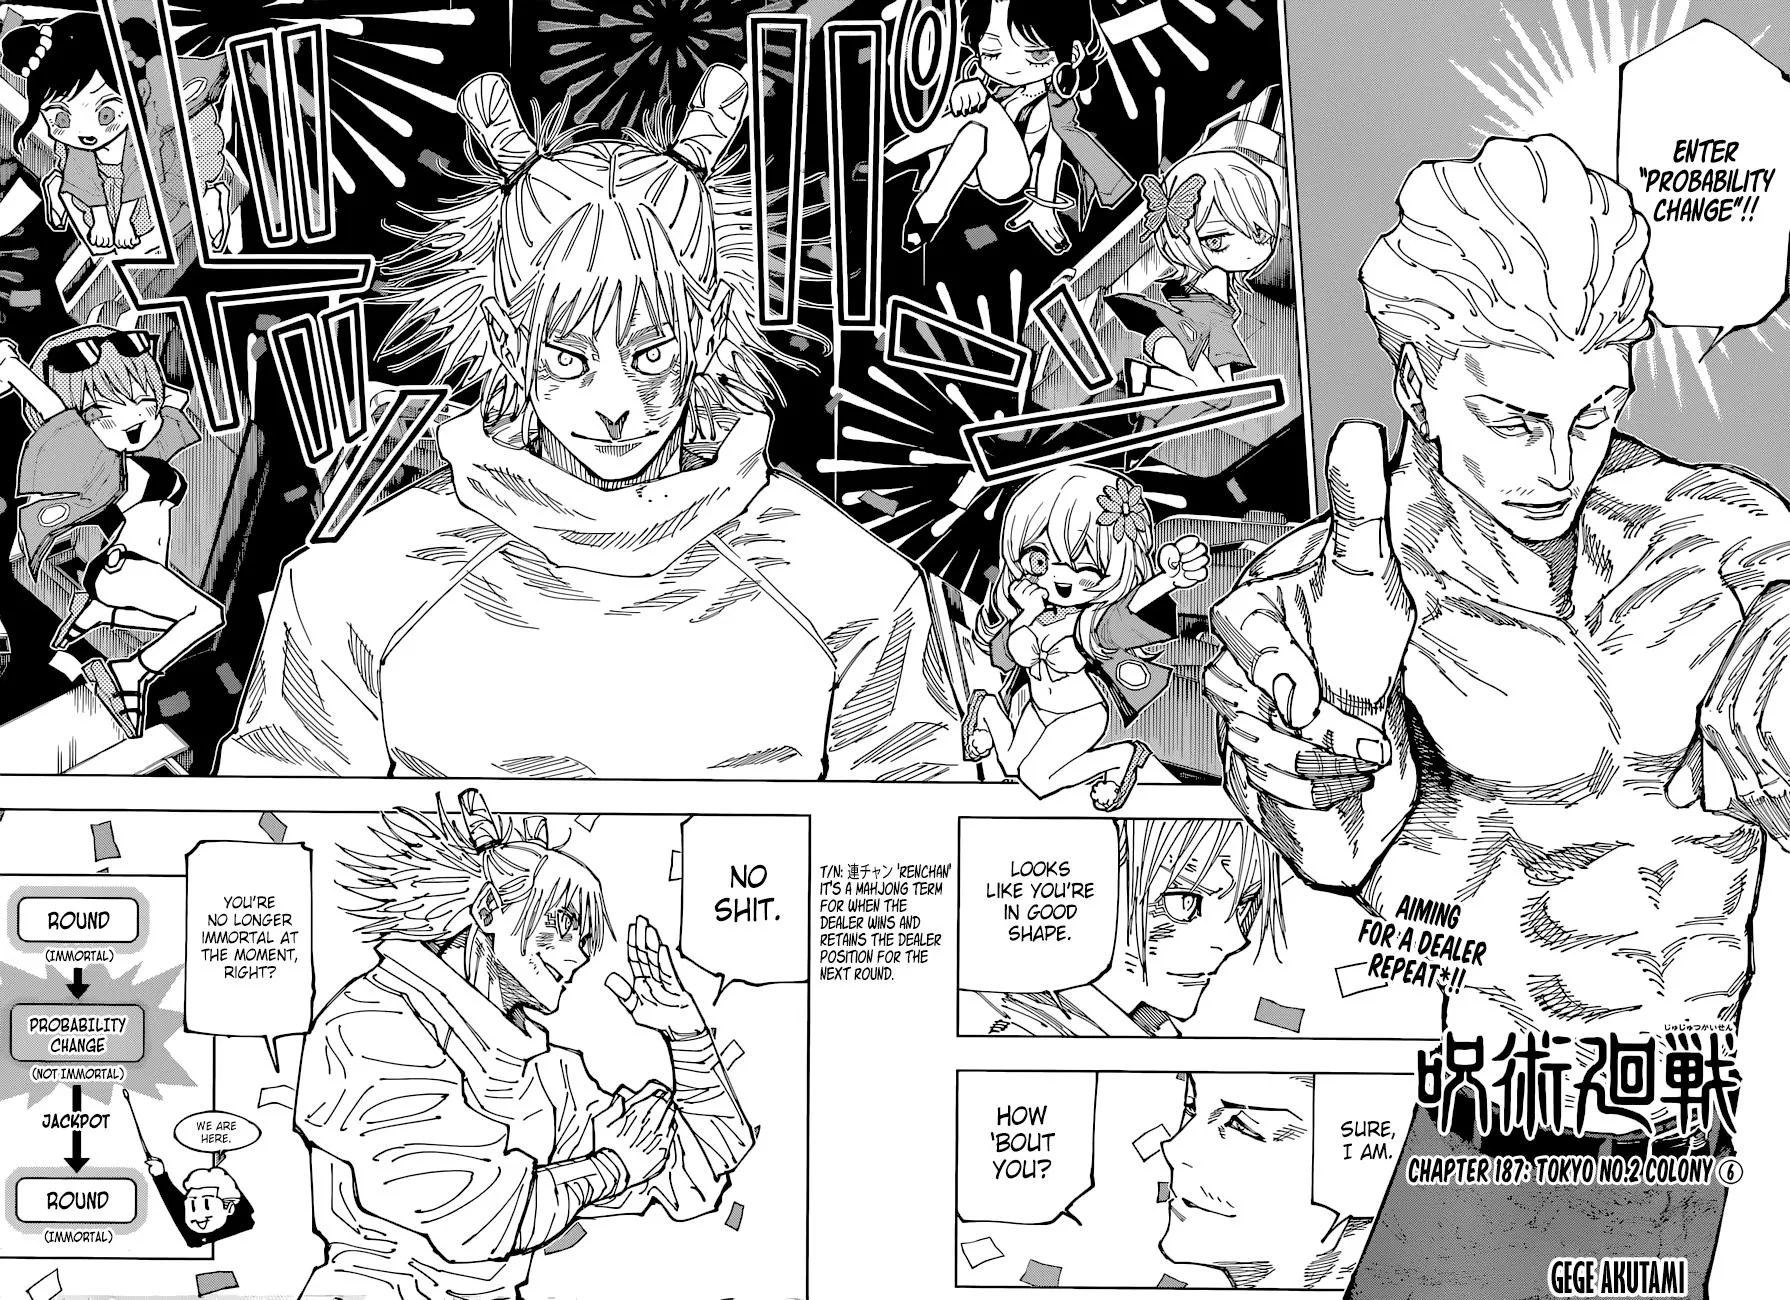 ENTER
"PROBABILITY
CHANGE"!!
AIMING
FOR A DEALER
REPEAT*!!
じゅじゅつかいせん
呪術廻戦
CHAPTER 187: TOKYO NO.2 COLONY ⑥
GEGE AKUTAMI
LOOKS
LIKE YOU'RE
IN GOOD
SHAPE.
SURE,
I AM.
HOW
'BOUT
YOU?
T/N: 連チャン 'RENCHAN'
IT'S A MAHJONG TERM
FOR WHEN THE
DEALER WINS AND
RETAINS THE DEALER
POSITION FOR THE
NEXT ROUND.
NO
SHIT.
YOU'RE
NO LONGER
IMMORTAL AT
THE MOMENT,
RIGHT?
ROUND
(IMMORTAL)
PROBABILITY
CHANGE
(NOT IMMORTAL)
JACKPOT
WE ARE
HERE.
ROUND
(IMMORTAL)